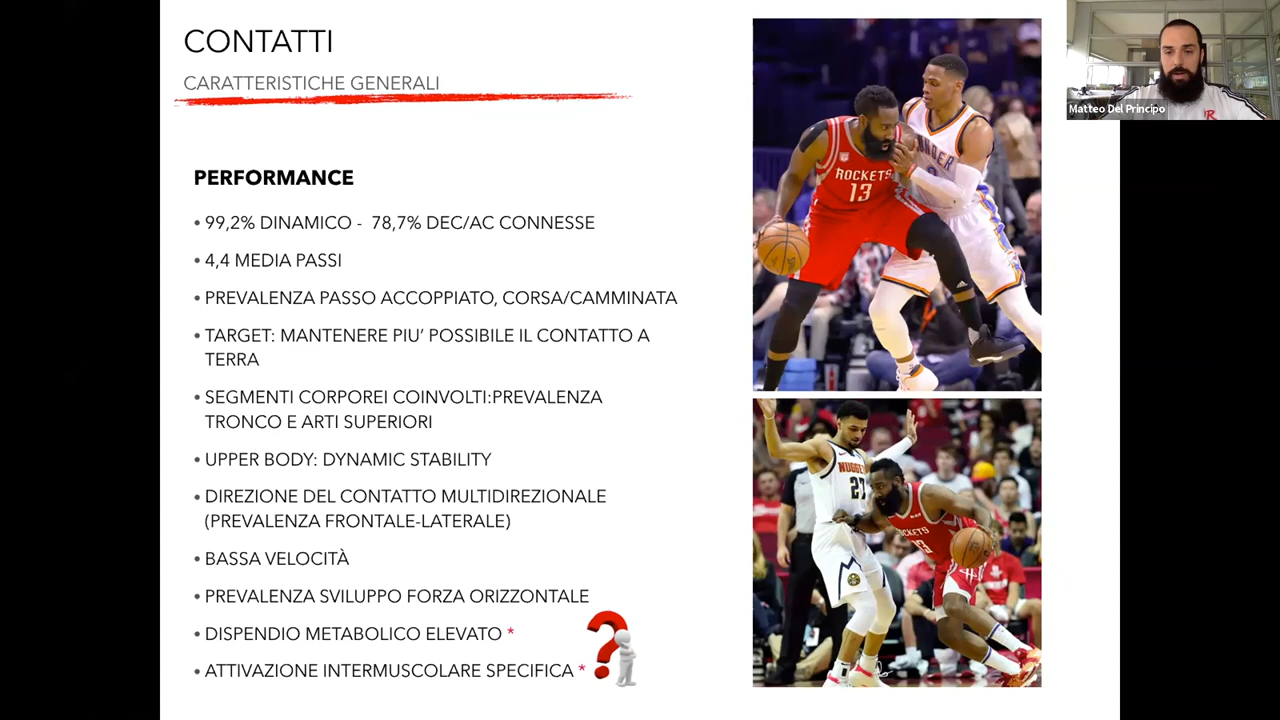 CONTATTI
CARATTERISTICHE GENERALI
PERFORMANCE
• 99,2% DINAMICO - 78,7% DEC/AC CONNESSE
• 4,4 MEDIA PASSI
• PREVALENZA PASSO ACCOPPIATO, CORSA/CAMMINATA
• TARGET: MANTENERE PIU’ POSSIBILE IL CONTATTO A
TERRA
• SEGMENTI CORPOREI COINVOLTI:PREVALENZA
TRONCO E ARTI SUPERIORI
• UPPER BODY: DYNAMIC STABILITY
• DIREZIONE DEL CONTATTO MULTIDIREZIONALE
(PREVALENZA FRONTALE-LATERALE)
• BASSA VELOCITÀ
• PREVALENZA SVILUPPO FORZA ORIZZONTALE
• DISPENDIO METABOLICO ELEVATO *
• ATTIVAZIONE INTERMUSCOLARE SPECIFICA *
?
ROCKETS
13
NUGGETS
27
ROCKETS
13
Matteo Del Principo